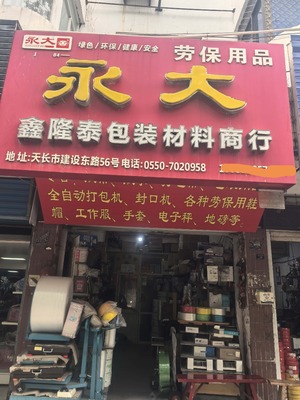 永大
绿色/环保/健康/安全
劳保用品
永大
鑫隆泰包装材料商行
地址:天长市建设东路56号 电话:0550-7020958
全自动打包机、封口机、各种劳保用鞋
帽、工作服、手套、电子秤、地磅等